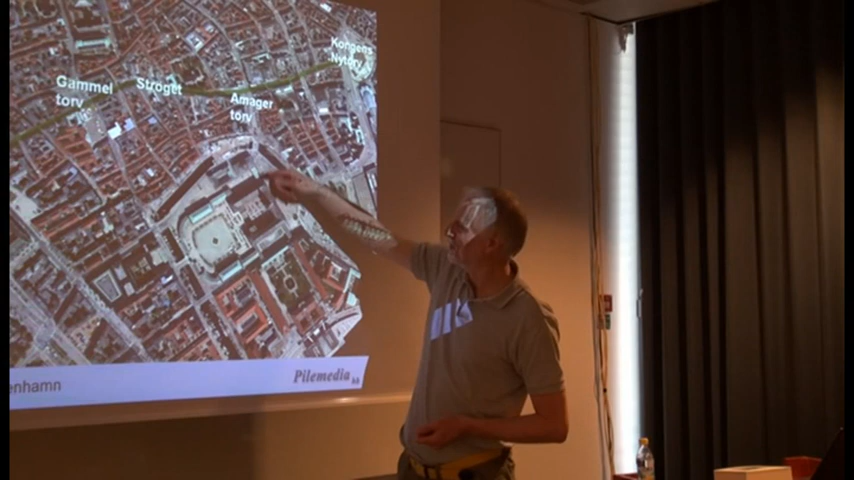 Kongens
Nytorv
Gammel
torv
Strøget
Amager
torv
enhamn
Pilemedia